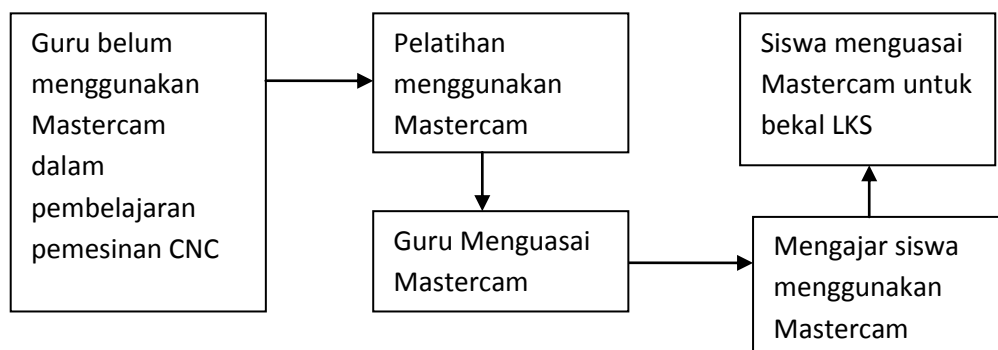 Guru belum
menggunakan
Mastercam
dalam
pembelajaran
pemesinan CNC
Pelatihan
menggunakan
Mastercam
Guru Menguasai
Mastercam
Mengajar siswa
menggunakan
Mastercam
Siswa menguasai
Mastercam untuk
bekal LKS